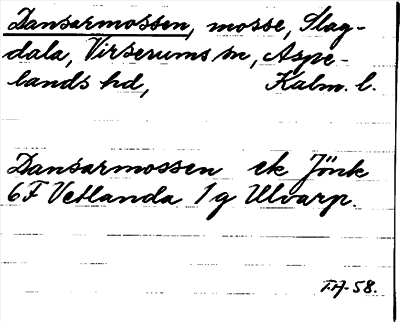 Dansarmossen, mosse, Slag-
dala, Virserums sn, Aspe-
lands hd, Kalm. l.
Dansarmossen ek Jönk
6F Vetlanda 1g Ulvarp.
T.H-58.